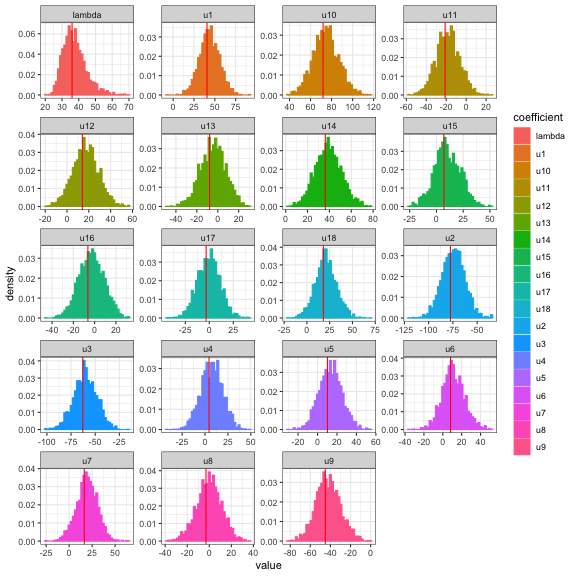 lambda u1 u10 u11
0.06 0.04 0.02 0.00
0.03 0.02 0.01 0.00
0.03 0.02 0.01 0.00
0.03 0.02 0.01 0.00
20 30 40 50 60 70
0 25 50 75
40 60 80 100 120
-60 -40 -20 0 20
u12 u13 u14 u15
0.04 0.03 0.02 0.01 0.00
0.03 0.02 0.01 0.00
0.04 0.03 0.02 0.01 0.00
0.03 0.02 0.01 0.00
-20 0 20 40 60
-40 -20 0 20
0 20 40 60 80
-25 0 25 50
u16 u17 u18 u2
0.03 0.02 0.01 0.00
0.03 0.02 0.01 0.00
0.04 0.03 0.02 0.01 0.00
0.03 0.02 0.01 0.00
-40 -20 0 20
-25 0 25
-25 0 25 50 75
-125 -100 -75 -50
u3 u4 u5 u6
0.04 0.03 0.02 0.01 0.00
0.03 0.02 0.01 0.00
0.03 0.02 0.01 0.00
0.04 0.03 0.02 0.01 0.00
-100 -75 -50 -25
-50 -25 0 25 50
-20 0 20 40 60
-40 -20 0 20 40
u7 u8 u9
0.04 0.03 0.02 0.01 0.00
0.04 0.03 0.02 0.01 0.00
0.03 0.02 0.01 0.00
-25 0 25 50
-40 -20 0 20 40
-80 -60 -40 -20 0
density
value
coefficient
lambda
u1
u10
u11
u12
u13
u14
u15
u16
u17
u18
u2
u3
u4
u5
u6
u7
u8
u9